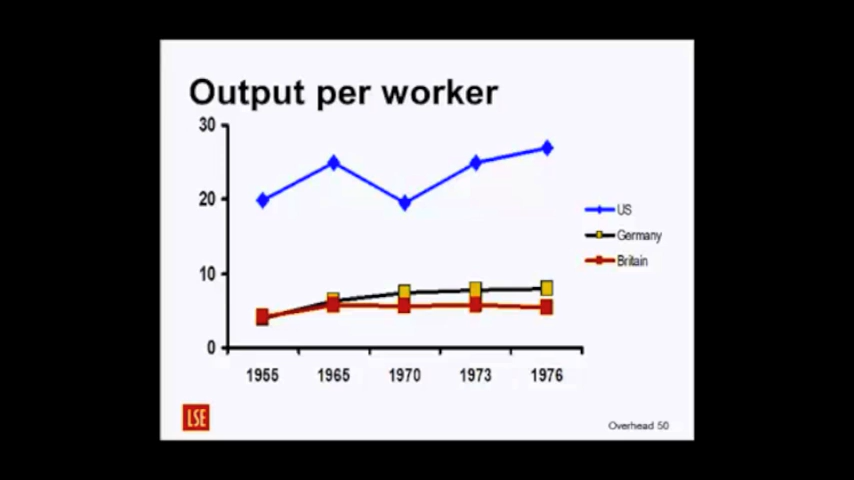 Output per worker
30
20
10
0
1955 1965 1970 1973 1976
US
Germany
Britain
LSE
Overhead 50